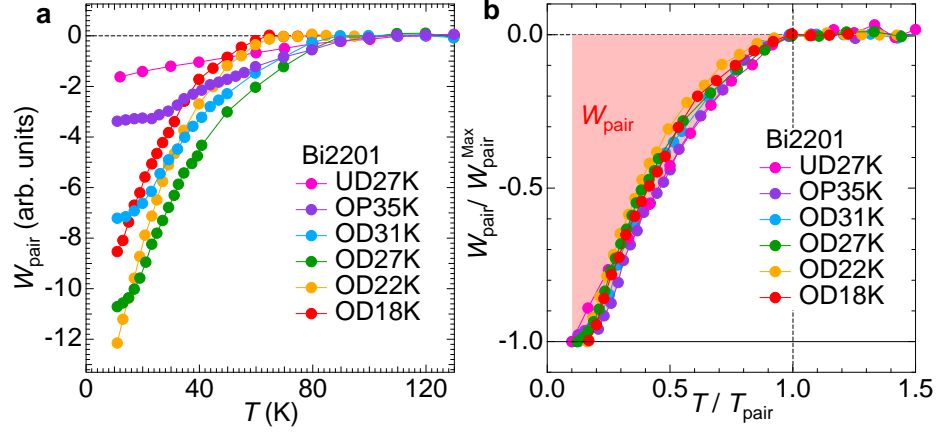 a
0
-2
-4
-6
-8
-10
-12
W_pair (arb. units)
0
40
80
120
T (K)
Bi2201
UD27K
OP35K
OD31K
OD27K
OD22K
OD18K
b
0.0
-0.5
-1.0
W_pair / W_pair^Max
W_pair
0.0
0.5
1.0
1.5
T / T_pair
Bi2201
UD27K
OP35K
OD31K
OD27K
OD22K
OD18K